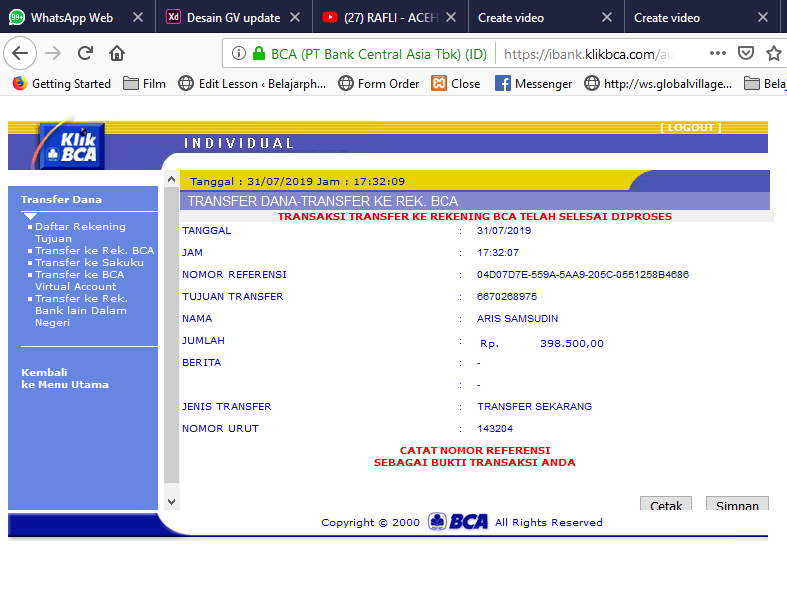 99+ WhatsApp Web
Xd Desain GV update
(27) RAFLI - ACEH
Create video
Create video
BCA (PT Bank Central Asia Tbk) (ID)
https://ibank.klikbca.com/au
Getting Started
Film
Edit Lesson ‹ Belajarph...
Form Order
Close
Messenger
http://ws.globalvillage...
Belaj
Klik BCA
INDIVIDUAL
[ LOGOUT ]
Tanggal : 31/07/2019 Jam : 17:32:09
Transfer Dana
Daftar Rekening
Tujuan
Transfer ke Rek. BCA
Transfer ke Sakuku
Transfer ke BCA
Virtual Account
Transfer ke Rek.
Bank lain Dalam
Negeri
Kembali
ke Menu Utama
TRANSFER DANA-TRANSFER KE REK. BCA
TRANSAKSI TRANSFER KE REKENING BCA TELAH SELESAI DIPROSES
TANGGAL : 31/07/2019
JAM : 17:32:07
NOMOR REFERENSI : 04D07D7E-559A-5AA9-205C-0551258B4686
TUJUAN TRANSFER : 6670268975
NAMA : ARIS SAMSUDIN
JUMLAH : Rp. 398.500,00
BERITA : -
: -
JENIS TRANSFER : TRANSFER SEKARANG
NOMOR URUT : 143204
CATAT NOMOR REFERENSI
SEBAGAI BUKTI TRANSAKSI ANDA
Cetak
Simpan
Copyright © 2000 BCA All Rights Reserved